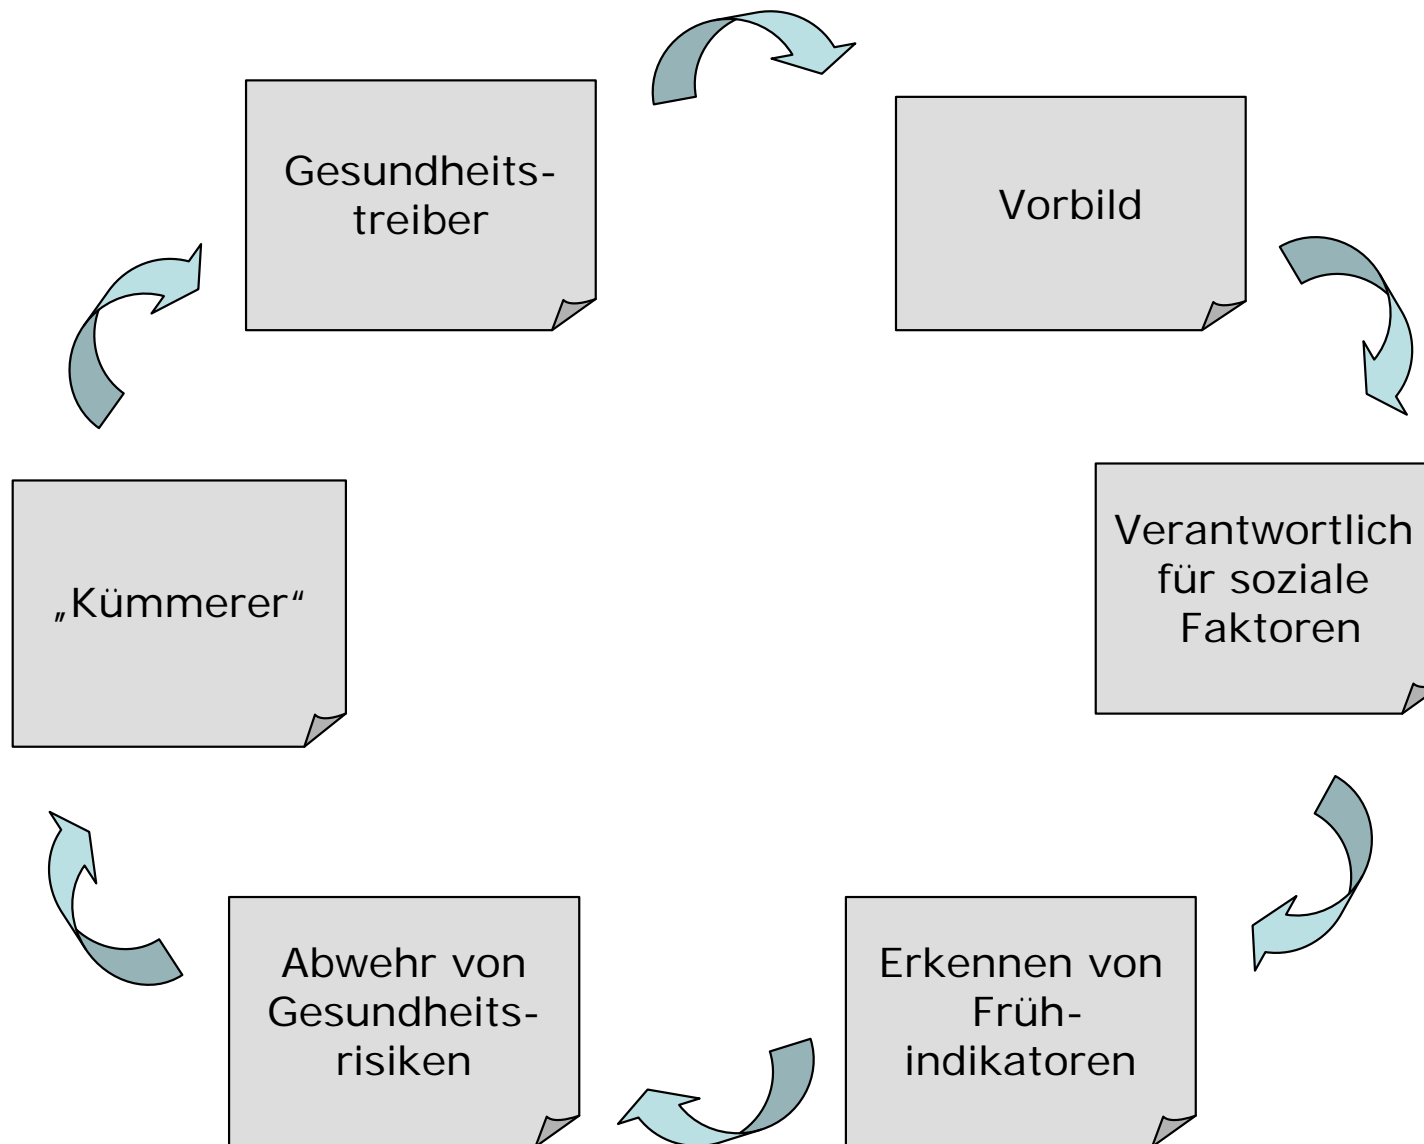 Gesundheits-
treiber
Vorbild
„Kümmerer“
Verantwortlich
für soziale
Faktoren
Abwehr von
Gesundheits-
risiken
Erkennen von
Früh-
indikatoren